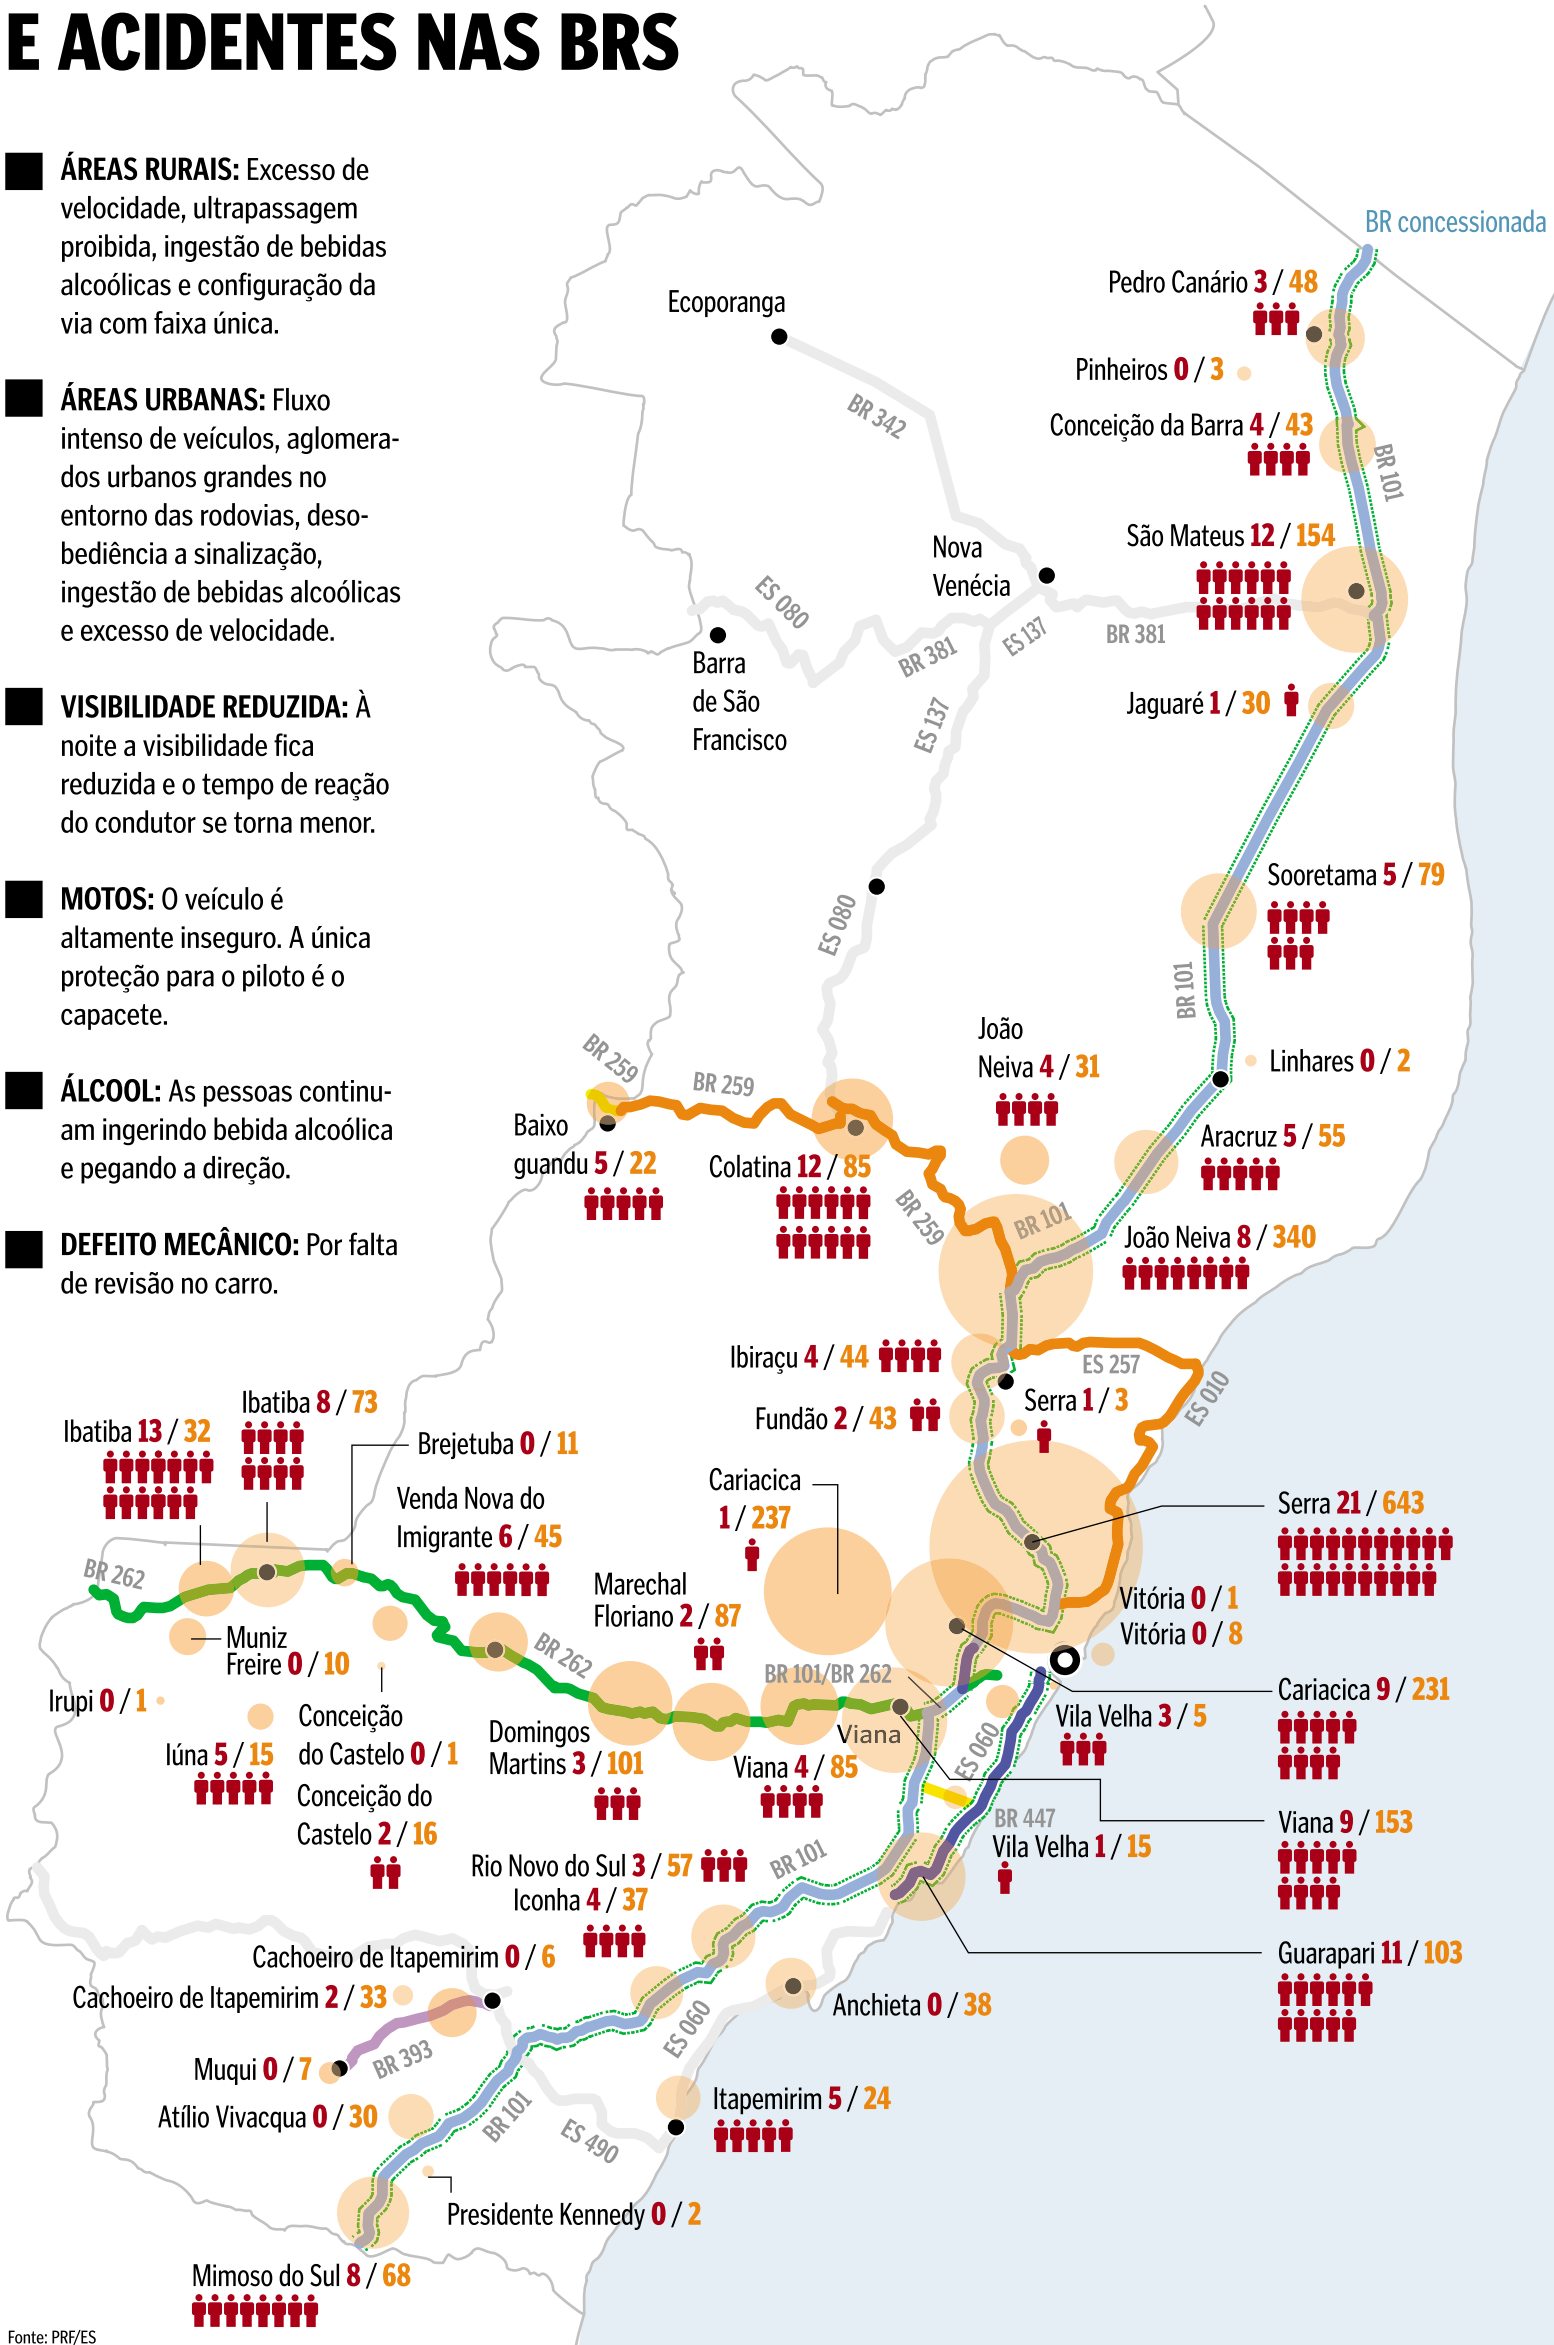 E ACIDENTES NAS BRS
ÁREAS RURAIS: Excesso de
velocidade, ultrapassagem
proibida, ingestão de bebidas
alcoólicas e configuração da
via com faixa única.
ÁREAS URBANAS: Fluxo
intenso de veículos, aglomera-
dos urbanos grandes no
entorno das rodovias, deso-
bediência a sinalização,
ingestão de bebidas alcoólicas
e excesso de velocidade.
VISIBILIDADE REDUZIDA: À
noite a visibilidade fica
reduzida e o tempo de reação
do condutor se torna menor.
MOTOS: O veículo é
altamente inseguro. A única
proteção para o piloto é o
capacete.
ÁLCOOL: As pessoas continu-
am ingerindo bebida alcoólica
e pegando a direção.
DEFEITO MECÂNICO: Por falta
de revisão no carro.
BR concessionada
Pedro Canário 3 / 48
Ecoporanga
Pinheiros 0 / 3
BR 342
Conceição da Barra 4 / 43
BR 101
São Mateus 12 / 154
Nova
Venécia
ES 080
BR 381
ES 137
BR 381
Barra
de São
Francisco
ES 137
Jaguaré 1 / 30
Sooretama 5 / 79
ES 080
BR 101
João
Neiva 4 / 31
Linhares 0 / 2
BR 259
BR 259
Baixo
guandu 5 / 22
Colatina 12 / 85
Aracruz 5 / 55
BR 259
BR 101
João Neiva 8 / 340
Ibiraçu 4 / 44
ES 257
ES 010
Serra 1 / 3
Fundão 2 / 43
Ibatiba 8 / 73
Ibatiba 13 / 32
Brejetuba 0 / 11
Venda Nova do
Imigrante 6 / 45
Cariacica
1 / 237
Serra 21 / 643
BR 262
Marechal
Floriano 2 / 87
Vitória 0 / 1
Vitória 0 / 8
Muniz
Freire 0 / 10
BR 262
BR 101/BR 262
Cariacica 9 / 231
Irupi 0 / 1
Conceição
do Castelo 0 / 1
Iúna 5 / 15
Domingos
Martins 3 / 101
Viana
Vila Velha 3 / 5
ES 060
Viana 4 / 85
Conceição do
Castelo 2 / 16
BR 447
Viana 9 / 153
Vila Velha 1 / 15
Rio Novo do Sul 3 / 57
BR 101
Iconha 4 / 37
Guarapari 11 / 103
Cachoeiro de Itapemirim 0 / 6
Cachoeiro de Itapemirim 2 / 33
Anchieta 0 / 38
ES 060
BR 393
Muqui 0 / 7
Atílio Vivacqua 0 / 30
BR 101
ES 490
Itapemirim 5 / 24
Presidente Kennedy 0 / 2
Mimoso do Sul 8 / 68
Fonte: PRF/ES